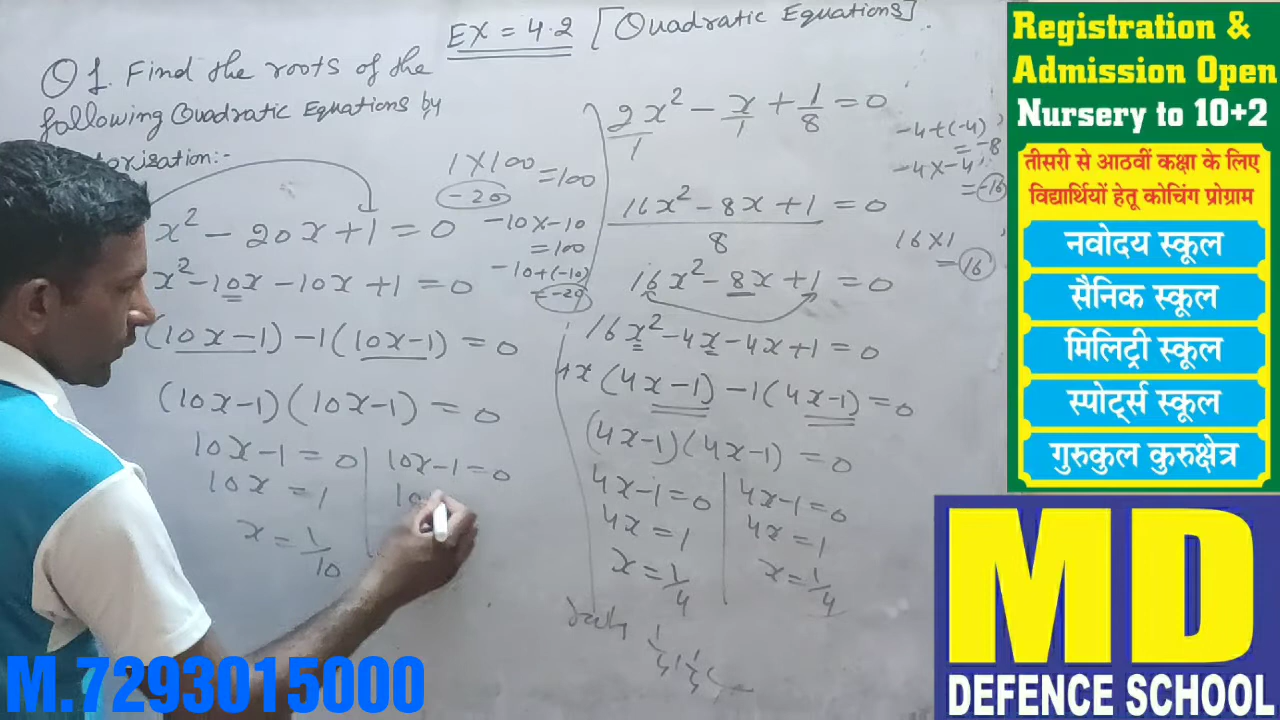 EX = 4.2 [Quadratic Equations]
Q 1. Find the roots of the
following Quadratic Equations by
torization:-
x² - 20x + 1 = 0
x² - 10x - 10x + 1 = 0
(10x - 1) - 1(10x - 1) = 0
(10x-1)(10x-1) = 0
10x - 1 = 0 | 10x - 1 = 0
10x = 1 | 10
x = 1/10
1 X 100 = 100
-20
-10 X -10
= 100
-10 + (-10)
= -20
2x²/1 - x/1 + 1/8 = 0
16x² - 8x + 1 / 8 = 0
16x² - 8x + 1 = 0
16x² - 4x - 4x + 1 = 0
4x(4x - 1) - 1(4x - 1) = 0
(4x-1)(4x-1) = 0
4x - 1 = 0 | 4x - 1 = 0
4x = 1 | 4x = 1
x = 1/4 | x = 1/4
-4 + (-4)
= -8
-4 X -4
= -16
16 X 1
= 16
Registration &
Admission Open
Nursery to 10+2
तीसरी से आठवीं कक्षा के लिए
विद्यार्थियों हेतू कोचिंग प्रोग्राम
नवोदय स्कूल
सैनिक स्कूल
मिलिट्री स्कूल
स्पोर्ट्स स्कूल
गुरुकुल कुरुक्षेत्र
MD
DEFENCE SCHOOL
M.7293015000